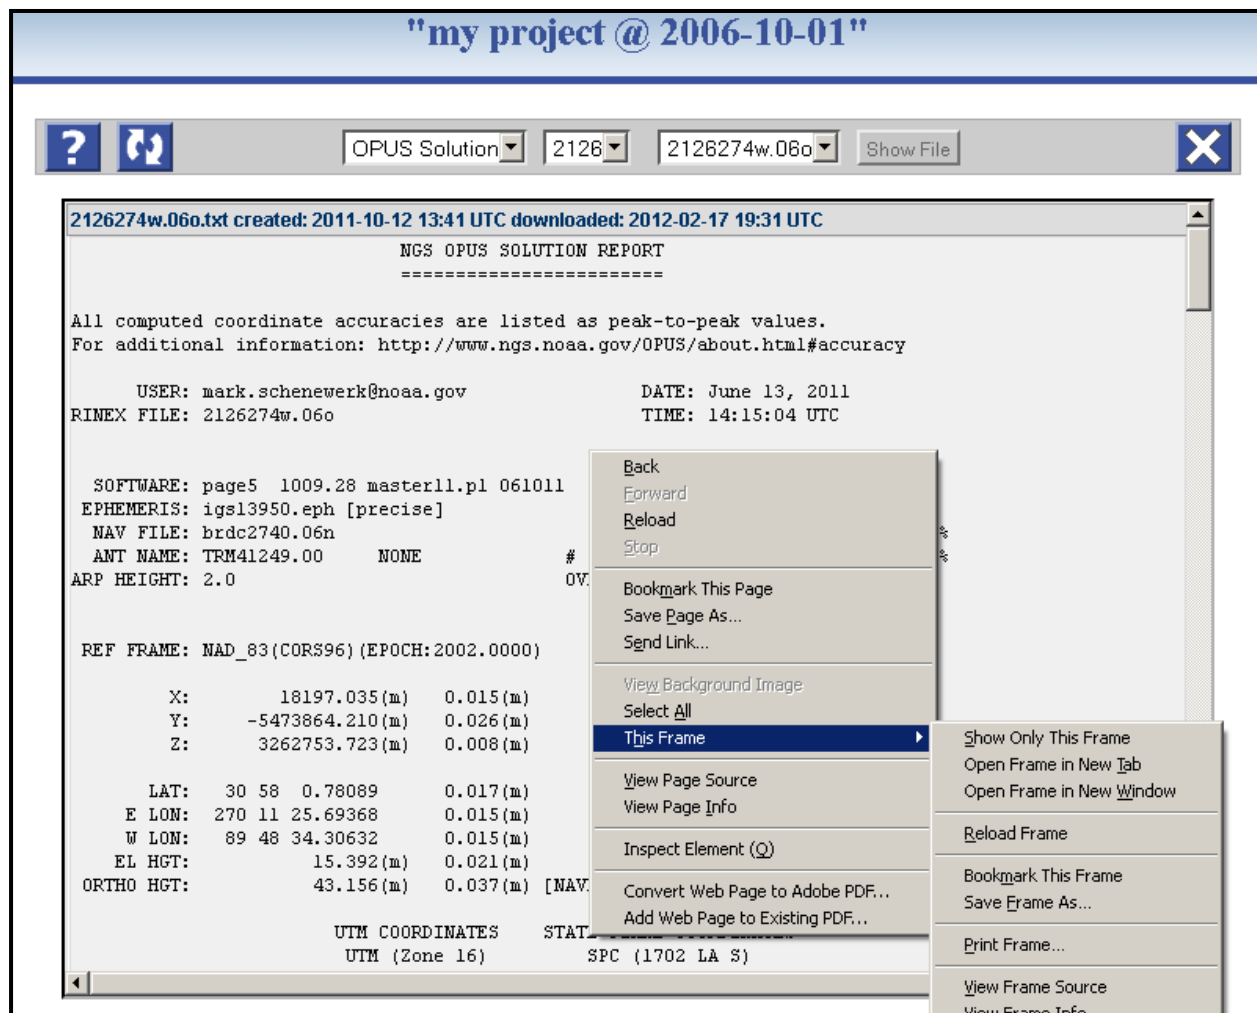 "my project @ 2006-10-01"
? OPUS Solution 2126 2126274w.06o Show File X
2126274w.06o.txt created: 2011-10-12 13:41 UTC downloaded: 2012-02-17 19:31 UTC
NGS OPUS SOLUTION REPORT
========================
All computed coordinate accuracies are listed as peak-to-peak values.
For additional information: http://www.ngs.noaa.gov/OPUS/about.html#accuracy
USER: mark.schenewerk@noaa.gov DATE: June 13, 2011
RINEX FILE: 2126274w.06o TIME: 14:15:04 UTC
SOFTWARE: page5 1009.28 master11.pl 061011
EPHEMERIS: igs13950.eph [precise]
NAV FILE: brdc2740.06n %
ANT NAME: TRM41249.00 NONE # %
ARP HEIGHT: 2.0
REF FRAME: NAD_83(CORS96)(EPOCH:2002.0000)
X: 18197.035(m) 0.015(m)
Y: -5473864.210(m) 0.026(m)
Z: 3262753.723(m) 0.008(m)
LAT: 30 58 0.78089 0.017(m)
E LON: 270 11 25.69368 0.015(m)
W LON: 89 48 34.30632 0.015(m)
EL HGT: 15.392(m) 0.021(m)
ORTHO HGT: 43.156(m) 0.037(m) [NAV
UTM COORDINATES
UTM (Zone 16) SPC (1702 LA S)
Back
Forward
Reload
Stop
Bookmark This Page
Save Page As...
Send Link...
View Background Image
Select All
This Frame
View Page Source
View Page Info
Inspect Element (Q)
Convert Web Page to Adobe PDF...
Add Web Page to Existing PDF...
Show Only This Frame
Open Frame in New Tab
Open Frame in New Window
Reload Frame
Bookmark This Frame
Save Frame As...
Print Frame...
View Frame Source
View Frame Info